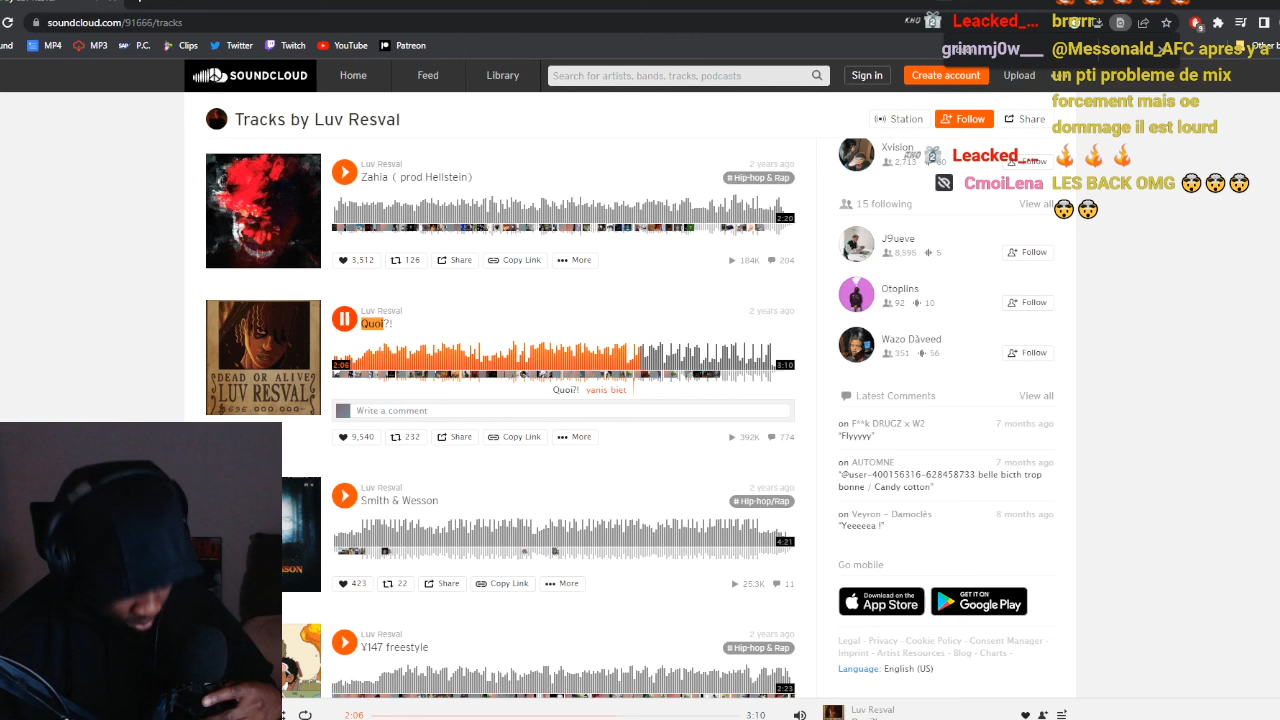 soundcloud.com/91666/tracks
MP4
MP3
P.C.
Clips
Twitter
Twitch
YouTube
Patreon
SOUNDCLOUD
Home
Feed
Library
Search for artists, bands, tracks, podcasts
Sign in
Create account
Upload
Tracks by Luv Resval
Station
Follow
Share
Luv Resval
2 years ago
Zahia ( prod Hellstein)
# Hip-hop & Rap
2:20
3,512
126
Share
Copy Link
More
184K
204
Luv Resval
2 years ago
Quoi?!
2:06
3:10
Quoi?! yanis biet
DEAD OR ALIVE
LUV RESVAL
Write a comment
9,540
232
Share
Copy Link
More
392K
774
Luv Resval
2 years ago
Smith & Wesson
# Hip-hop/Rap
4:21
423
22
Share
Copy Link
More
25.3K
11
Luv Resval
2 years ago
Y147 freestyle
# Hip-hop & Rap
2:23
Xvision
2,713
Follow
15 following
View all
J9ueve
8,595
5
Follow
Otoplins
92
10
Follow
Wazo Dàveed
351
56
Follow
Latest Comments
View all
on F**k DRUGZ x W2
7 months ago
"Flyyyyy"
on AUTOMNE
7 months ago
"@user-400156316-628458733 belle bicth trop
bonne / Candy cotton"
on Veyron - Damoclès
8 months ago
"Yeeeeea !"
Go mobile
Download on the
App Store
GET IT ON
Google Play
Legal - Privacy - Cookie Policy - Consent Manager -
Imprint - Artist Resources - Blog - Charts -
Language: English (US)
Leacked_... brrrr
grimmj0w__ @Messonald_AFC apres y'a
un pti probleme de mix
forcement mais oe
dommage il est lourd
Leacked_... 🔥 🔥 🔥
CmoiLena LES BACK OMG 🤯🤯🤯
🤯🤯
2:06
3:10
Luv Resval